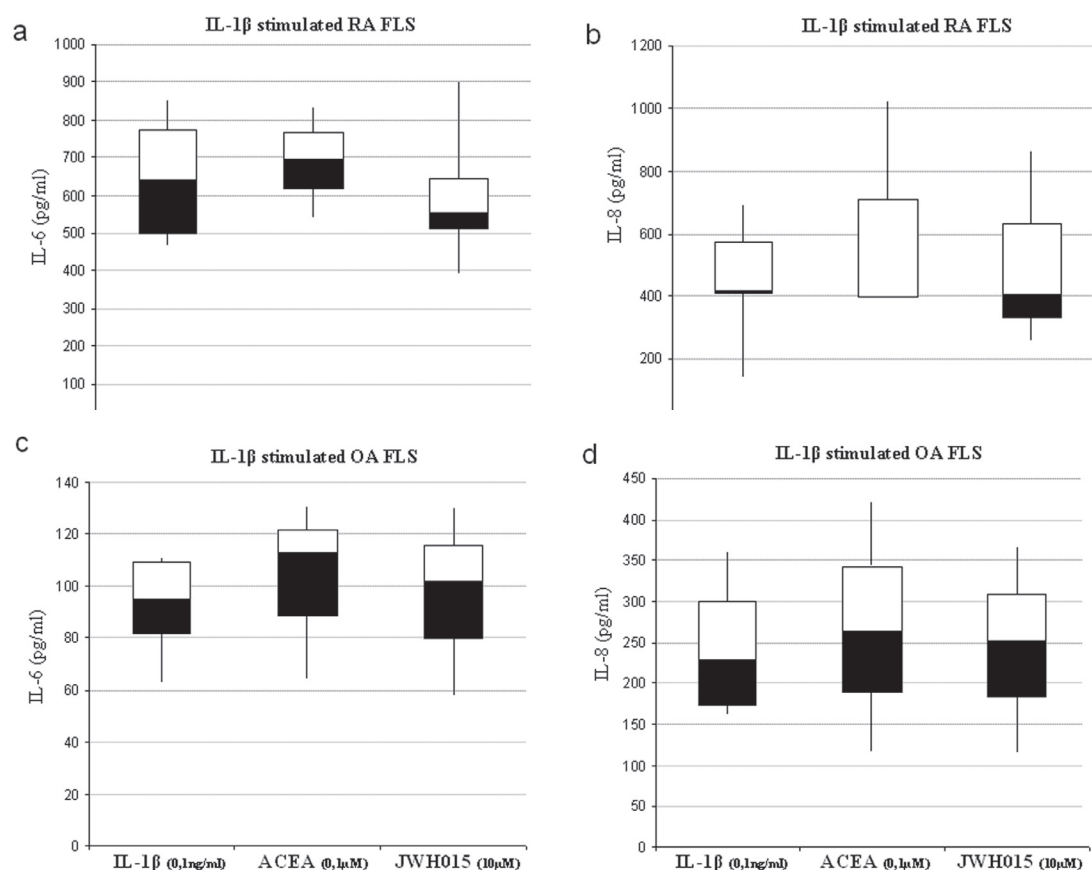 a
IL-1β stimulated RA FLS
IL-6 (pg/ml)
1000
900
800
700
600
500
400
300
200
100
b
IL-1β stimulated RA FLS
IL-8 (pg/ml)
1200
1000
800
600
400
200
c
IL-1β stimulated OA FLS
IL-6 (pg/ml)
140
120
100
80
60
40
20
0
IL-1β (0,1ng/ml) ACEA (0,1μM) JWH015 (10μM)
d
IL-1β stimulated OA FLS
IL-8 (pg/ml)
450
400
350
300
250
200
150
100
50
0
IL-1β (0,1ng/ml) ACEA (0,1μM) JWH015 (10μM)